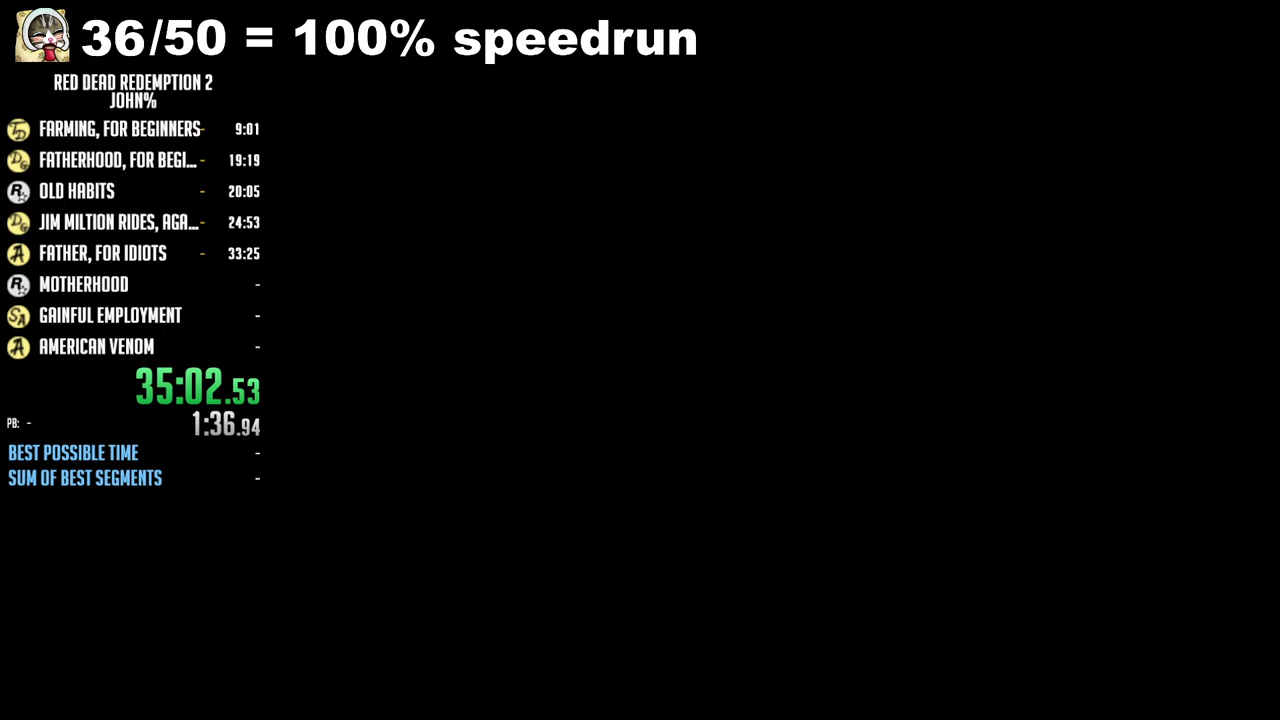 36/50 = 100% speedrun
RED DEAD REDEMPTION 2
JOHN%
FARMING, FOR BEGINNERS - 9:01
FATHERHOOD, FOR BEGI... - 19:19
OLD HABITS - 20:05
JIM MILTION RIDES, AGA... - 24:53
FATHER, FOR IDIOTS - 33:25
MOTHERHOOD -
GAINFUL EMPLOYMENT -
AMERICAN VENOM -
35:02.53
PB: - 1:36.94
BEST POSSIBLE TIME -
SUM OF BEST SEGMENTS -